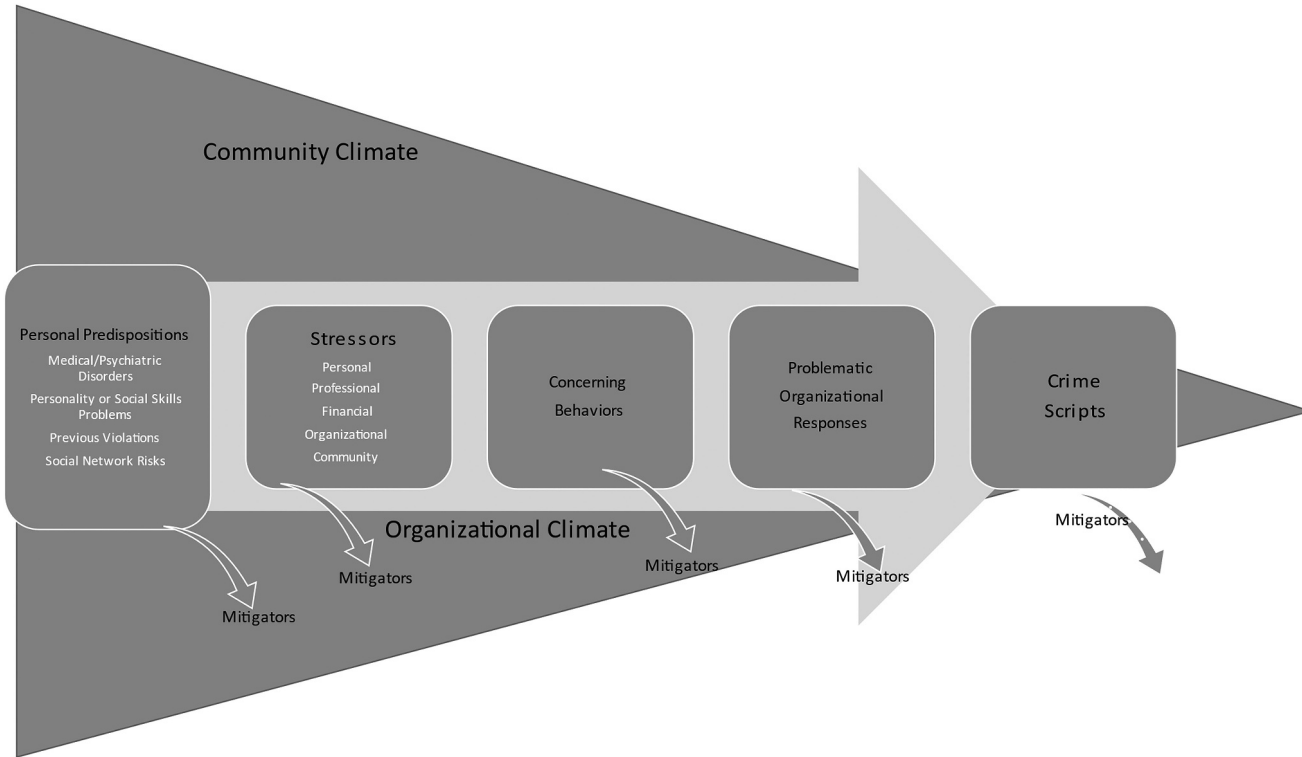 Community Climate
Personal Predispositions
Medical/Psychiatric
Disorders
Personality or Social Skills
Problems
Previous Violations
Social Network Risks
Stressors
Personal
Professional
Financial
Organizational
Community
Concerning
Behaviors
Problematic
Organizational
Responses
Crime
Scripts
Organizational Climate
Mitigators
Mitigators
Mitigators
Mitigators
Mitigators